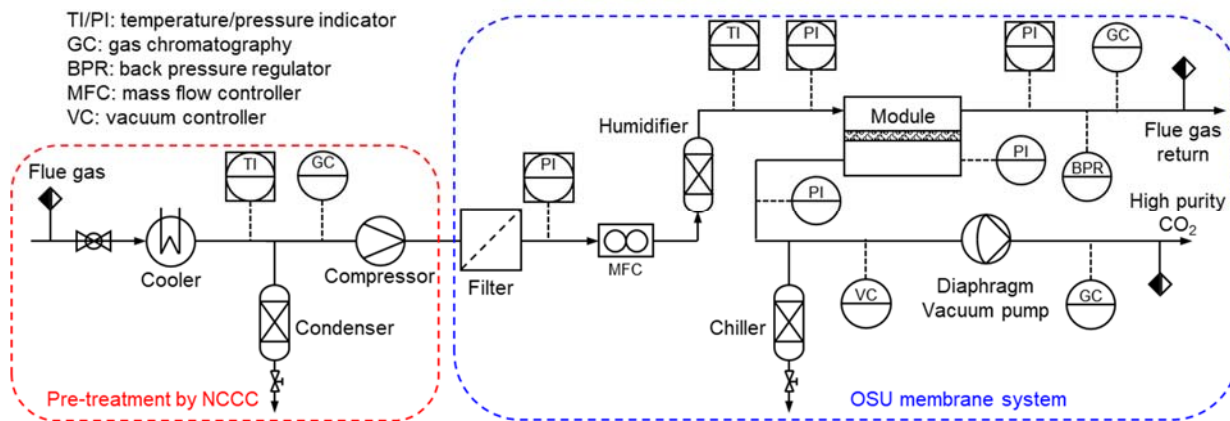 TI/PI: temperature/pressure indicator
GC: gas chromatography
BPR: back pressure regulator
MFC: mass flow controller
VC: vacuum controller
TI
PI
PI
GC
Module
Humidifier
Flue gas
return
Flue gas
TI
GC
PI
PI
BPR
PI
High purity
CO2
Cooler
Compressor
Filter
MFC
Condenser
Chiller
VC
Diaphragm
Vacuum pump
GC
Pre-treatment by NCCC
OSU membrane system